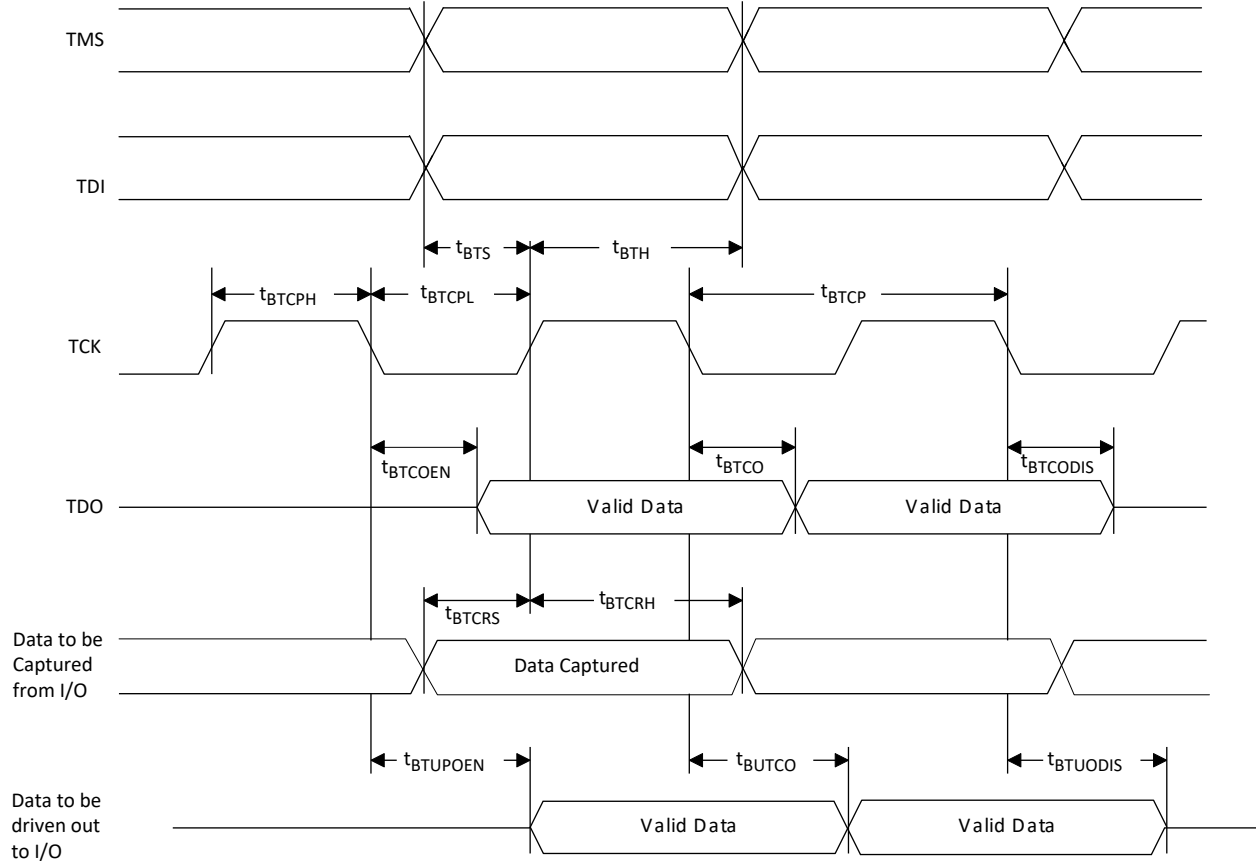 TMS
TDI
tBTS
tBTH
tBTCPH
tBTCPL
tBTCP
TCK
tBTCOEN
tBTCO
tBTCODIS
TDO
Valid Data
Valid Data
tBTCRS
tBTCRH
Data to be
Captured
from I/O
Data Captured
tBTUPOEN
tBUTCO
tBTUODIS
Data to be
driven out
to I/O
Valid Data
Valid Data